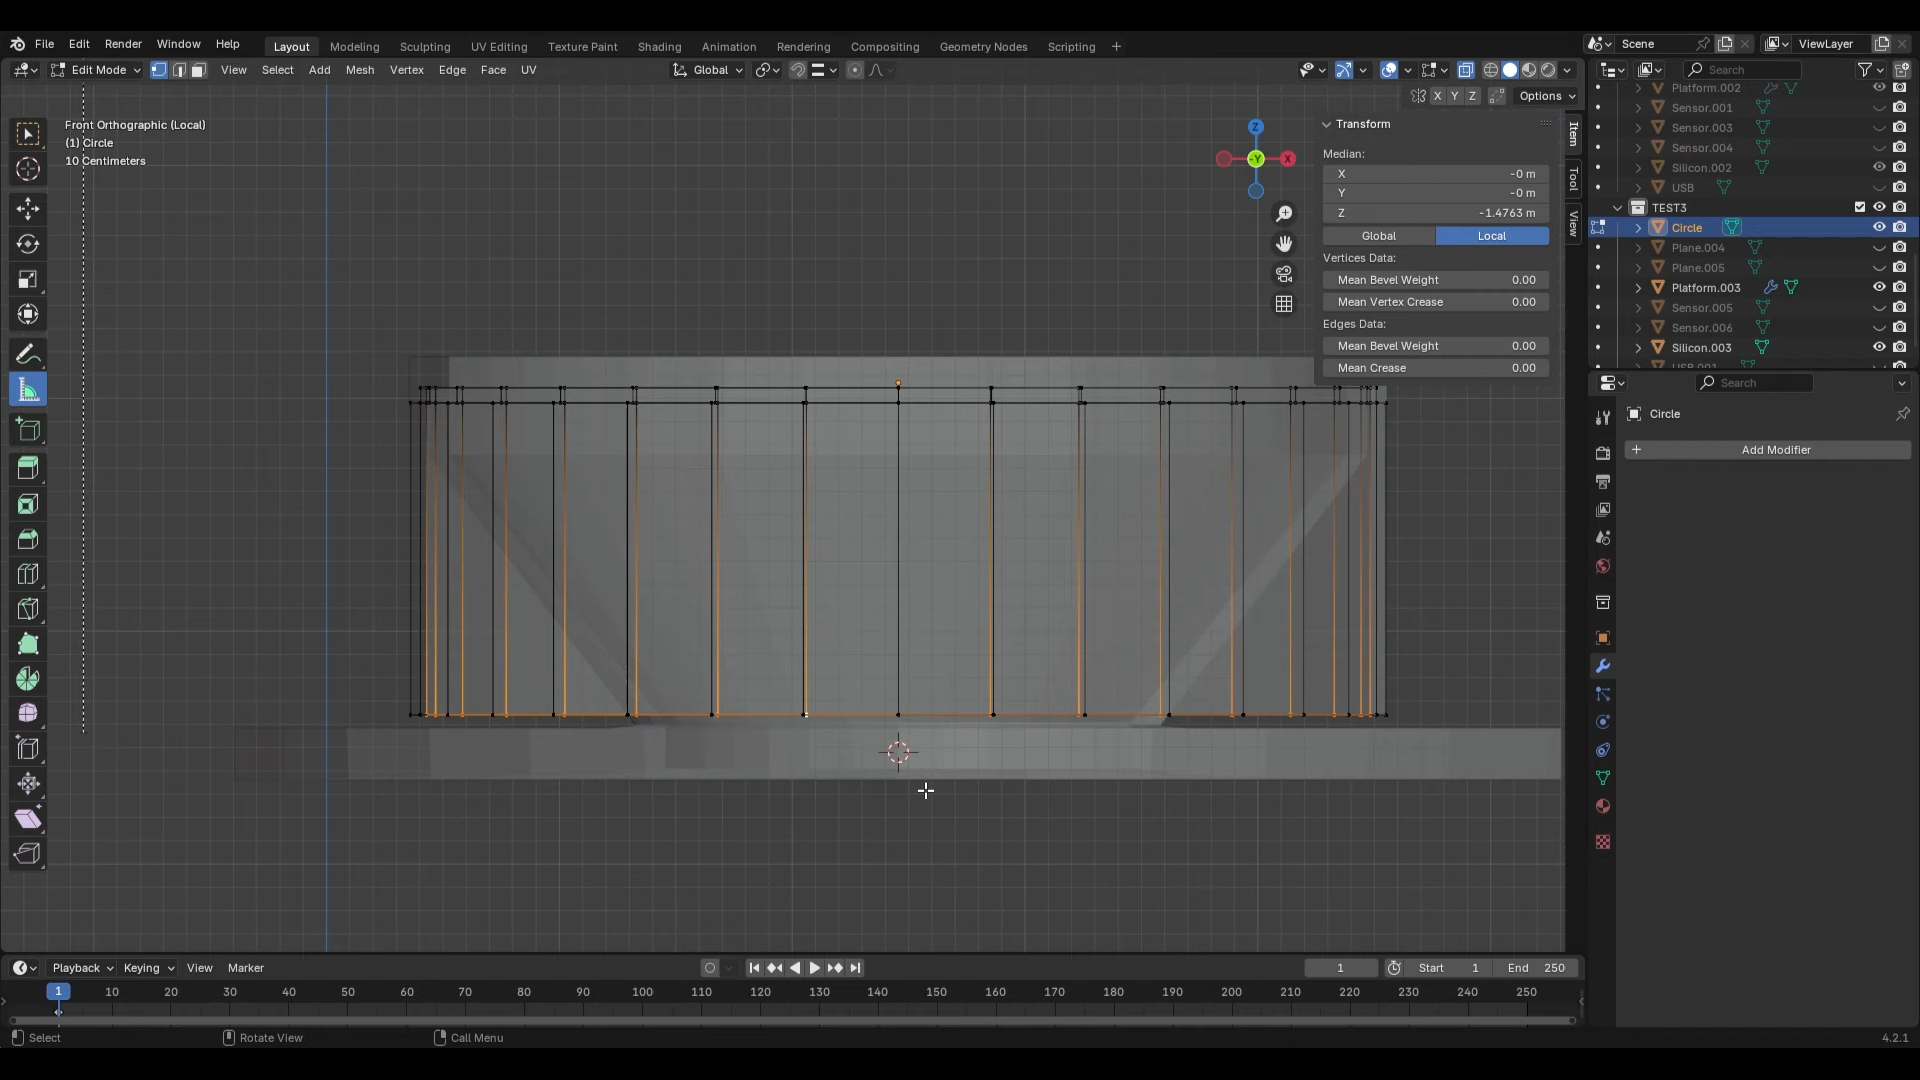 File Edit Render Window Help Layout Modeling Sculpting UV Editing Texture Paint Shading Animation Rendering Compositing Geometry Nodes Scripting + Scene ViewLayer
Edit Mode View Select Add Mesh Vertex Edge Face UV Global Search
X Y Z Options
Front Orthographic (Local)
(1) Circle
10 Centimeters
Z
-Y
X
Transform
Median:
X -0 m
Y -0 m
Z -1.4763 m
Global Local
Vertices Data:
Mean Bevel Weight 0.00
Mean Vertex Crease 0.00
Edges Data:
Mean Bevel Weight 0.00
Mean Crease 0.00
Item
Tool
View
Platform.002
Sensor.001
Sensor.003
Sensor.004
Silicon.002
USB
TEST3
Circle
Plane.004
Plane.005
Platform.003
Sensor.005
Sensor.006
Silicon.003
Search
Circle
+ Add Modifier
Playback Keying View Marker 1 Start 1 End 250
1 10 20 30 40 50 60 70 80 90 100 110 120 130 140 150 160 170 180 190 200 210 220 230 240 250
Select Rotate View Call Menu 4.2.1